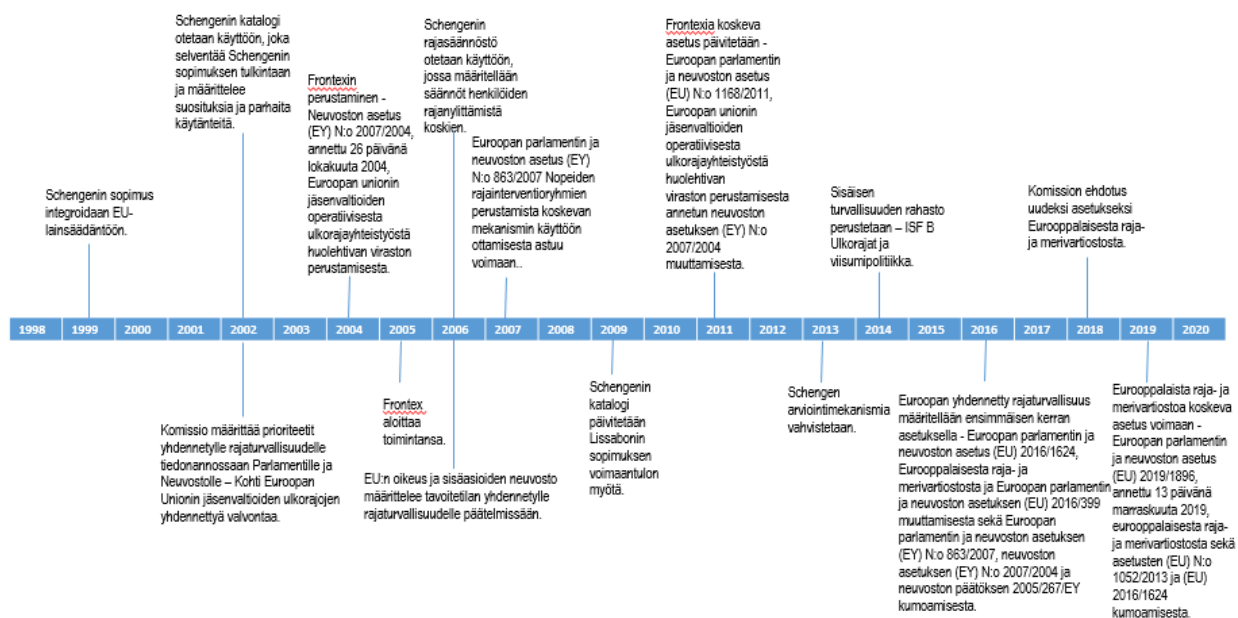 Schengenin katalogi
otetaan käyttöön, joka
selventää Schengenin
sopimuksen tulkintaan
ja määrittelee
suosituksia ja parhaita
käytänteitä.
Schengenin
rajasäännöstö
otetaan käyttöön,
jossa määritellään
säännöt henkilöiden
rajanylittämistä
koskien.
Frontexia koskeva
asetus päivitetään -
Euroopan parlamentin
ja neuvoston asetus
(EU) N:o 1168/2011,
Euroopan unionin
jäsenvaltioiden
operatiivisesta
ulkorajayhteistyöstä
huolehtivan
viraston perustamisesta
annetun neuvoston
asetuksen (EY) N:o
2007/2004
muuttamisesta.
Frontexin
perustaminen -
Neuvoston asetus
(EY) N:o 2007/2004,
annettu 26 päivänä
lokakuuta 2004,
Euroopan unionin
jäsenvaltioiden
operatiivisesta
ulkorajayhteistyöstä
huolehtivan viraston
perustamisesta.
Euroopan parlamentin ja
neuvoston asetus (EY)
N:o 863/2007 Nopeiden
rajainterventioryhmien
perustamista koskevan
mekanismin käyttöön
ottamisesta astuu
voimaan..
Schengenin sopimus
integroidaan EU-
lainsäädäntöön.
Sisäisen
turvallisuuden rahasto
perustetaan – ISF B
Ulkorajat ja
viisumipolitiikka.
Komission ehdotus
uudeksi asetukseksi
Eurooppalaisesta raja-
ja merivartiostosta.
1998 1999 2000 2001 2002 2003 2004 2005 2006 2007 2008 2009 2010 2011 2012 2013 2014 2015 2016 2017 2018 2019 2020
Komissio määrittää prioriteetit
yhdennetylle rajaturvallisuudelle
tiedonannossaan Parlamentille ja
Neuvostolle – Kohti Euroopan
Unionin jäsenvaltioiden ulkorajojen
yhdennettyä valvontaa.
Frontex
aloittaa
toimintansa.
EU:n oikeus ja sisäasioiden neuvosto
määrittelee tavoitetilan yhdennetylle
rajaturvallisuudelle päätelmissään.
Schengenin
katalogi
päivitetään
Lissabonin
sopimuksen
voimaantulon
myötä.
Schengen
arviointimekanismia
vahvistetaan.
Euroopan yhdennetty rajaturvallisuus
määritellään ensimmäisen kerran
asetuksella - Euroopan parlamentin ja
neuvoston asetus (EU) 2016/1624,
Eurooppalaisesta raja- ja
merivartiostosta ja Euroopan parlamentin
ja neuvoston asetuksen (EU) 2016/399
muuttamisesta sekä Euroopan
parlamentin ja neuvoston asetuksen
(EY) N:o 863/2007, neuvoston
asetuksen (EY) N:o 2007/2004 ja
neuvoston päätöksen 2005/267/EY
kumoamisesta.
Eurooppalaista raja- ja
merivartiostoa koskeva
asetus voimaan -
Euroopan parlamentin
ja neuvoston asetus
(EU) 2019/1896,
annettu 13 päivänä
marraskuuta 2019,
eurooppalaisesta raja-
ja merivartiostosta sekä
asetusten (EU) N:o
1052/2013 ja (EU)
2016/1624
kumoamisesta.